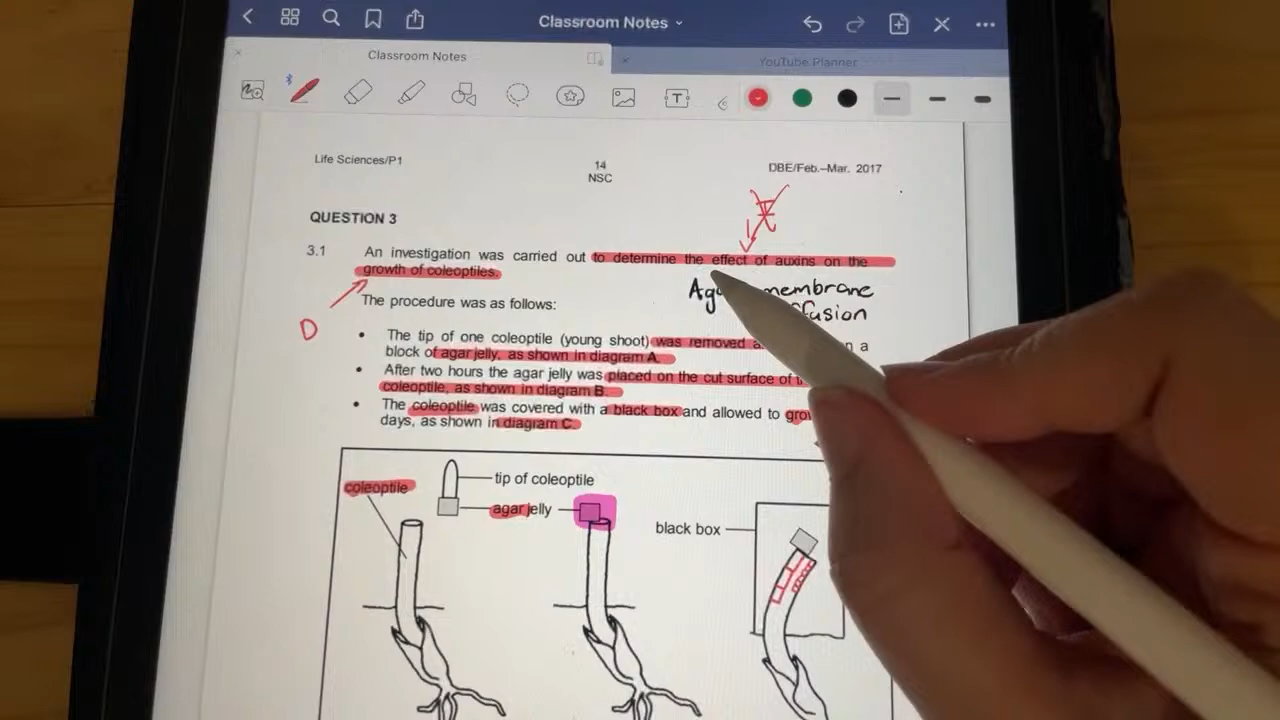 Classroom Notes
Classroom Notes
YouTube Planner
T
Life Sciences/P1
14
NSC
DBE/Feb.–Mar. 2017
QUESTION 3
3.1
An investigation was carried out to determine the effect of auxins on the
growth of coleoptiles.
membrane
D
The procedure was as follows:
The tip of one coleoptile (young shoot) was removed a
block of agar jelly, as shown in diagram A.
After two hours the agar jelly was placed on the cut surface of
coleoptile, as shown in diagram B.
The coleoptile was covered with a black box and allowed to
days, as shown in diagram C.
coleoptile
tip of coleoptile
agar jelly
black box